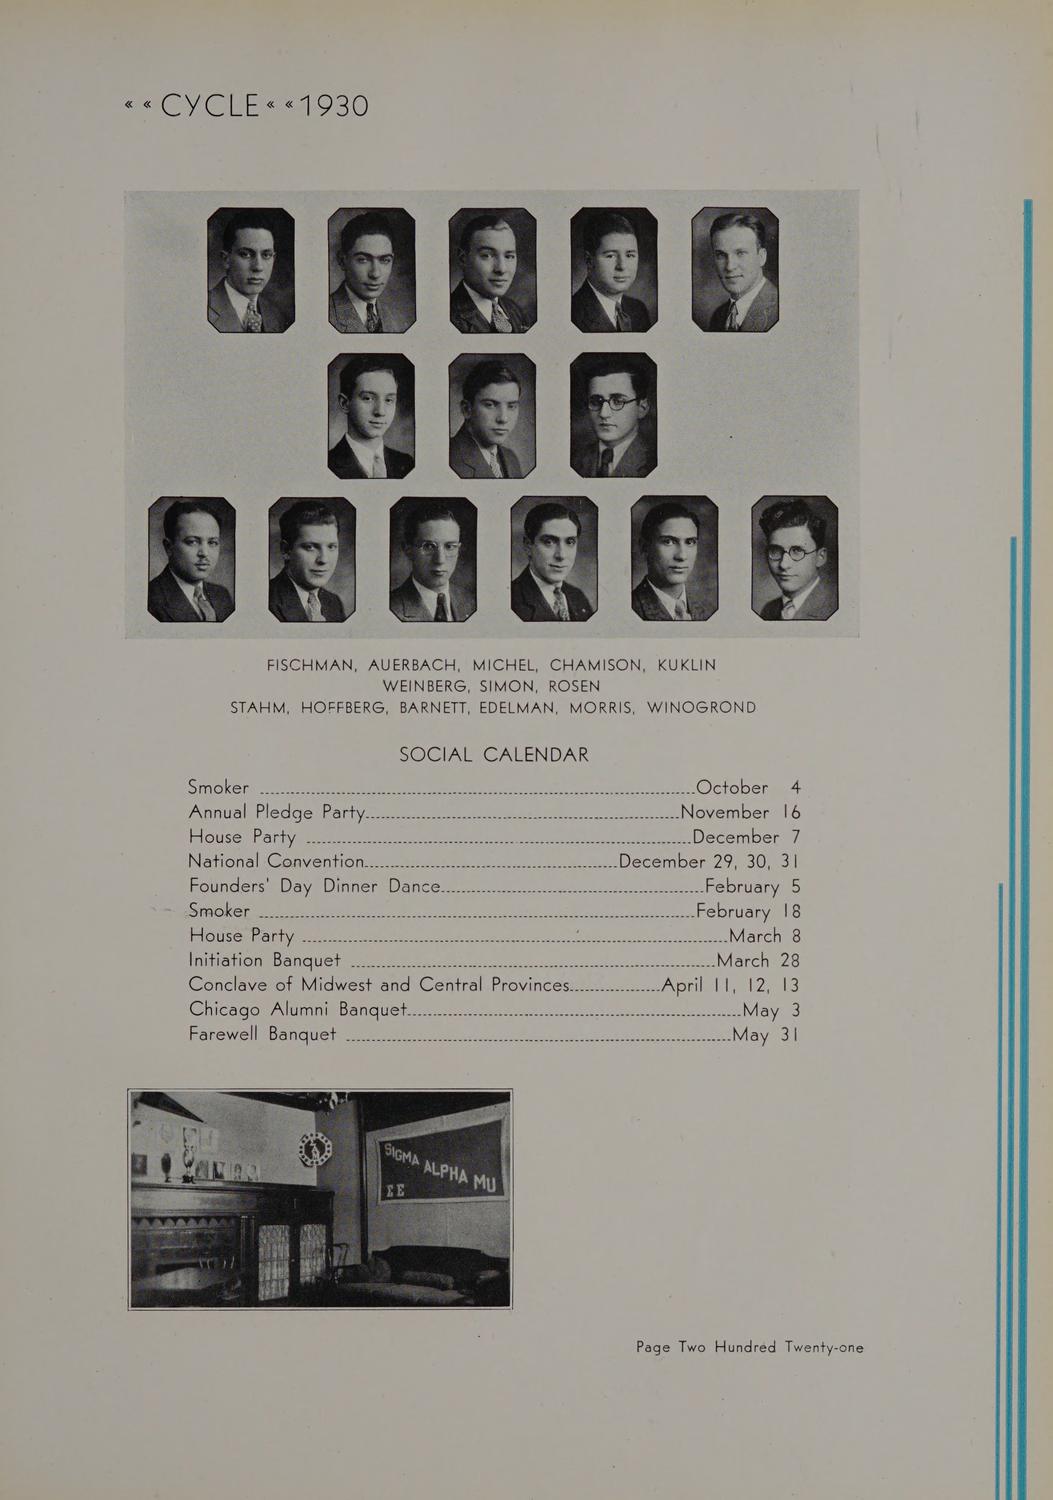 « « CYCLE « « 1930
FISCHMAN, AUERBACH, MICHEL, CHAMISON, KUKLIN
WEINBERG, SIMON, ROSEN
STAHM, HOFFBERG, BARNETT, EDELMAN, MORRIS, WINOGROND
SOCIAL CALENDAR
Smoker October 4
Annual Pledge Party November 16
House Party December 7
National Convention December 29, 30, 31
Founders' Day Dinner Dance February 5
Smoker February 18
House Party March 8
Initiation Banquet March 28
Conclave of Midwest and Central Provinces April 11, 12, 13
Chicago Alumni Banquet May 3
Farewell Banquet May 31
SIGMA ALPHA MU
ΣΕ
Page Two Hundred Twenty-one